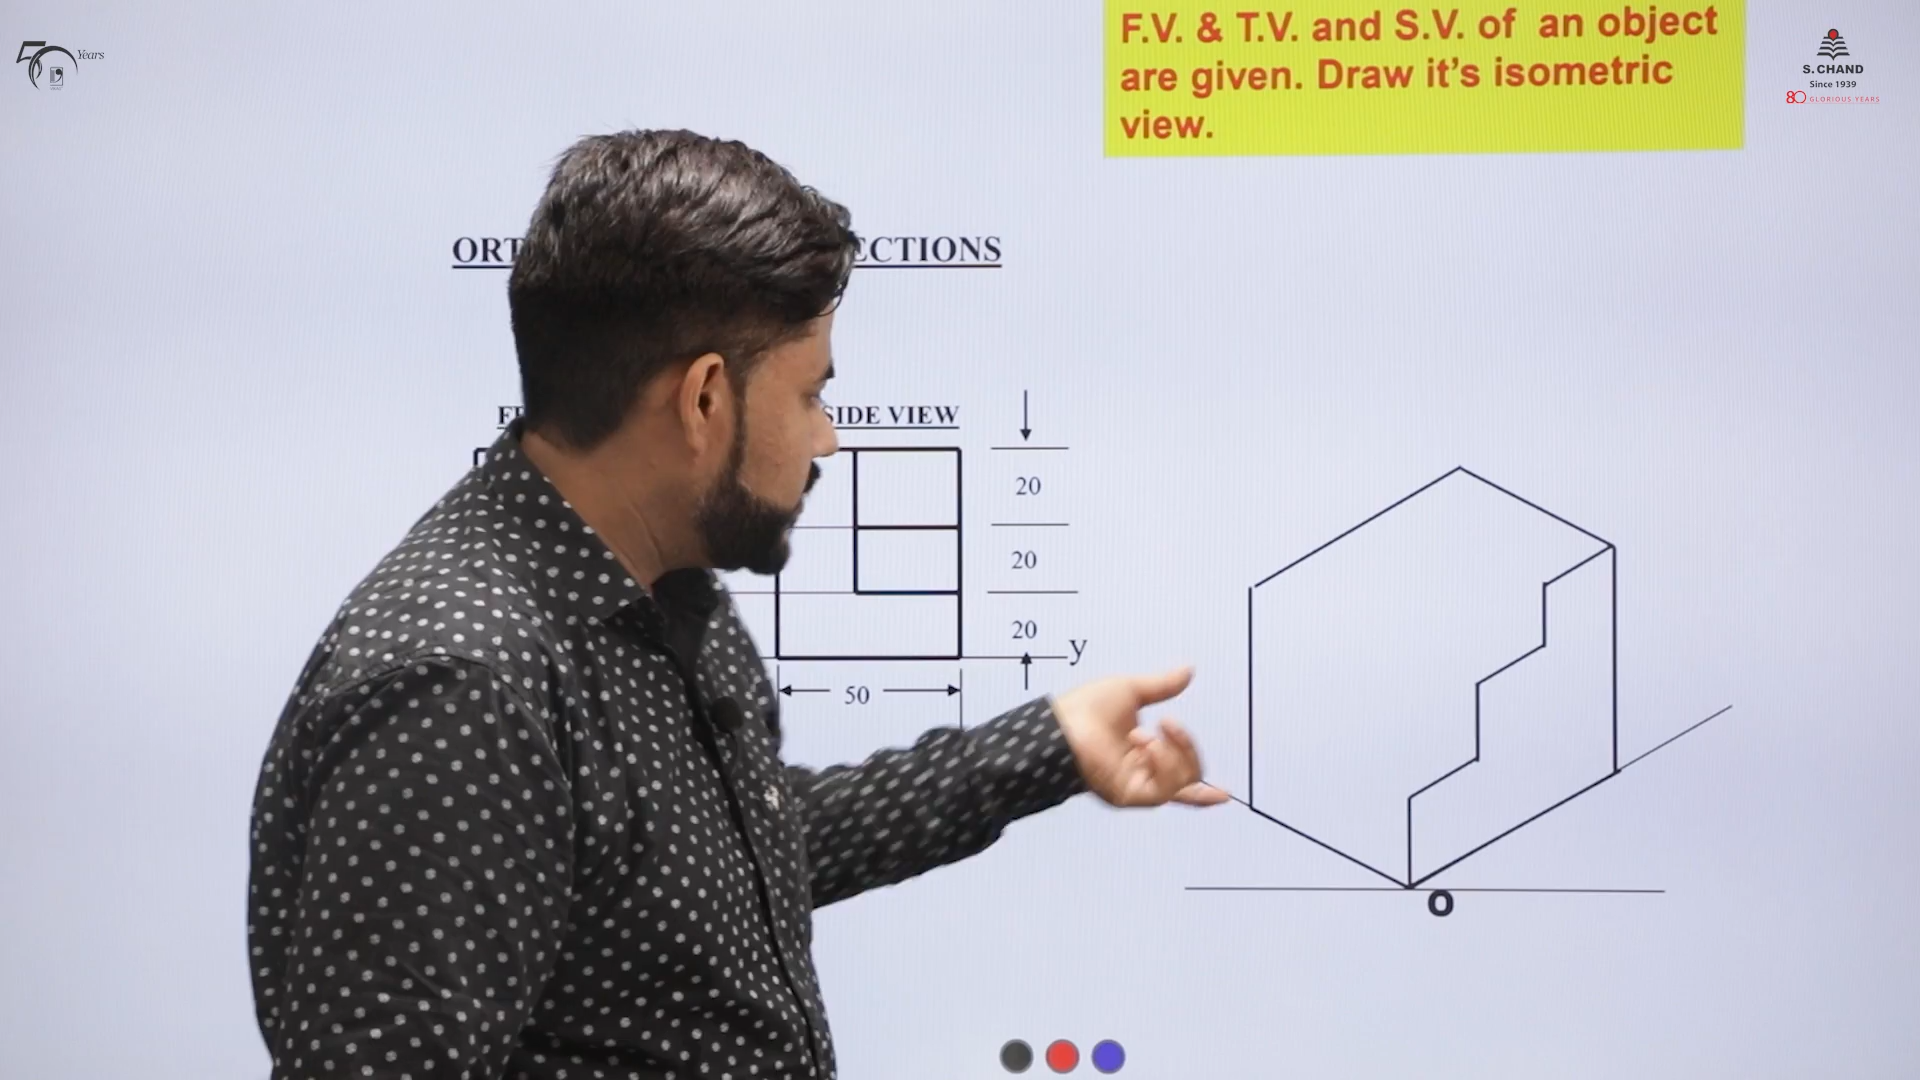 50 Years
F.V. & T.V. and S.V. of an object
are given. Draw it's isometric
view.
S. CHAND
Since 1939
80 GLORIOUS YEARS
ECTIONS
SIDE VIEW
20
20
20
y
50
O